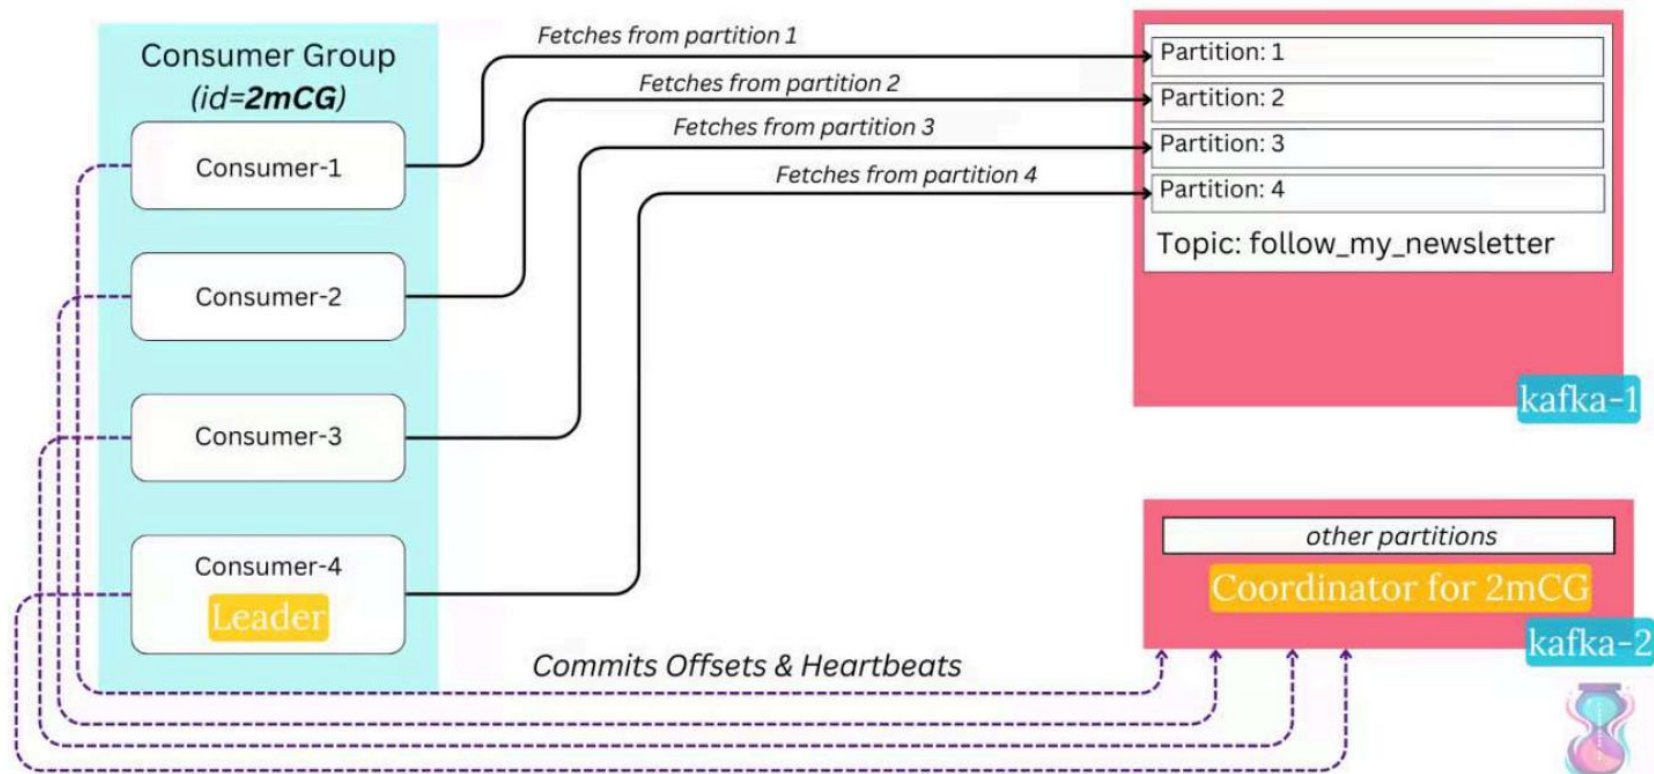 Consumer Group
(id=2mCG)
Consumer-1
Consumer-2
Consumer-3
Consumer-4
Leader
Fetches from partition 1
Fetches from partition 2
Fetches from partition 3
Fetches from partition 4
Partition: 1
Partition: 2
Partition: 3
Partition: 4
Topic: follow_my_newsletter
kafka-1
other partitions
Coordinator for 2mCG
kafka-2
Commits Offsets & Heartbeats